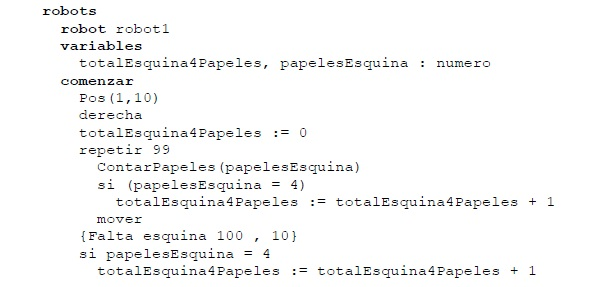 robots
robot robot1
variables
totalEsquina4Papeles, papelesEsquina : numero
comenzar
Pos(1,10)
derecha
totalEsquina4Papeles := 0
repetir 99
ContarPapeles(papelesEsquina)
si (papelesEsquina = 4)
totalEsquina4Papeles := totalEsquina4Papeles + 1
mover
{Falta esquina 100 , 10}
si papelesEsquina = 4
totalEsquina4Papeles := totalEsquina4Papeles + 1